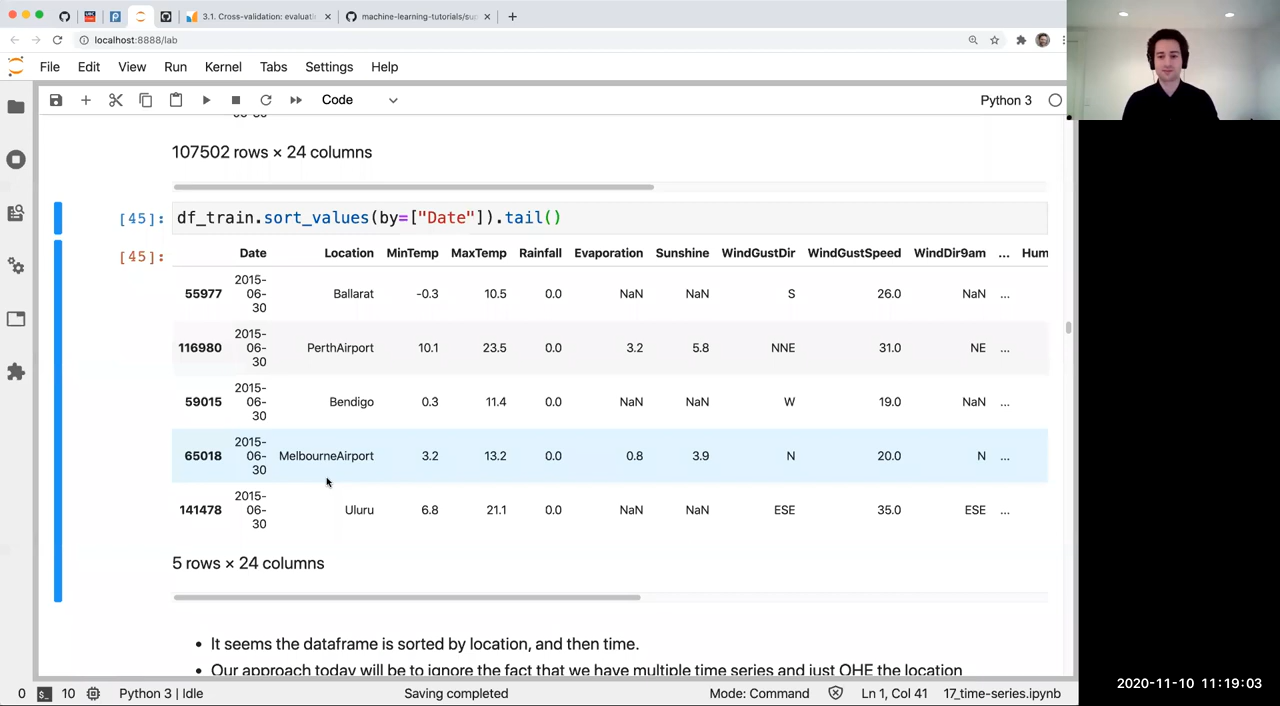 3.1. Cross-validation: evaluati
machine-learning-tutorials/su
localhost:8888/lab
File Edit View Run Kernel Tabs Settings Help
Code
Python 3
107502 rows × 24 columns
[45]: df_train.sort_values(by=["Date"]).tail()
[45]:
Date Location MinTemp MaxTemp Rainfall Evaporation Sunshine WindGustDir WindGustSpeed WindDir9am ... Hum
55977 2015-06-30 Ballarat -0.3 10.5 0.0 NaN NaN S 26.0 NaN ...
116980 2015-06-30 PerthAirport 10.1 23.5 0.0 3.2 5.8 NNE 31.0 NE ...
59015 2015-06-30 Bendigo 0.3 11.4 0.0 NaN NaN W 19.0 NaN ...
65018 2015-06-30 MelbourneAirport 3.2 13.2 0.0 0.8 3.9 N 20.0 N ...
141478 2015-06-30 Uluru 6.8 21.1 0.0 NaN NaN ESE 35.0 ESE ...
5 rows × 24 columns
• It seems the dataframe is sorted by location, and then time.
• Our approach today will be to ignore the fact that we have multiple time series and just OHE the location
0 10 Python 3 | Idle Saving completed Mode: Command Ln 1, Col 41 17_time-series.ipynb
2020-11-10 11:19:03